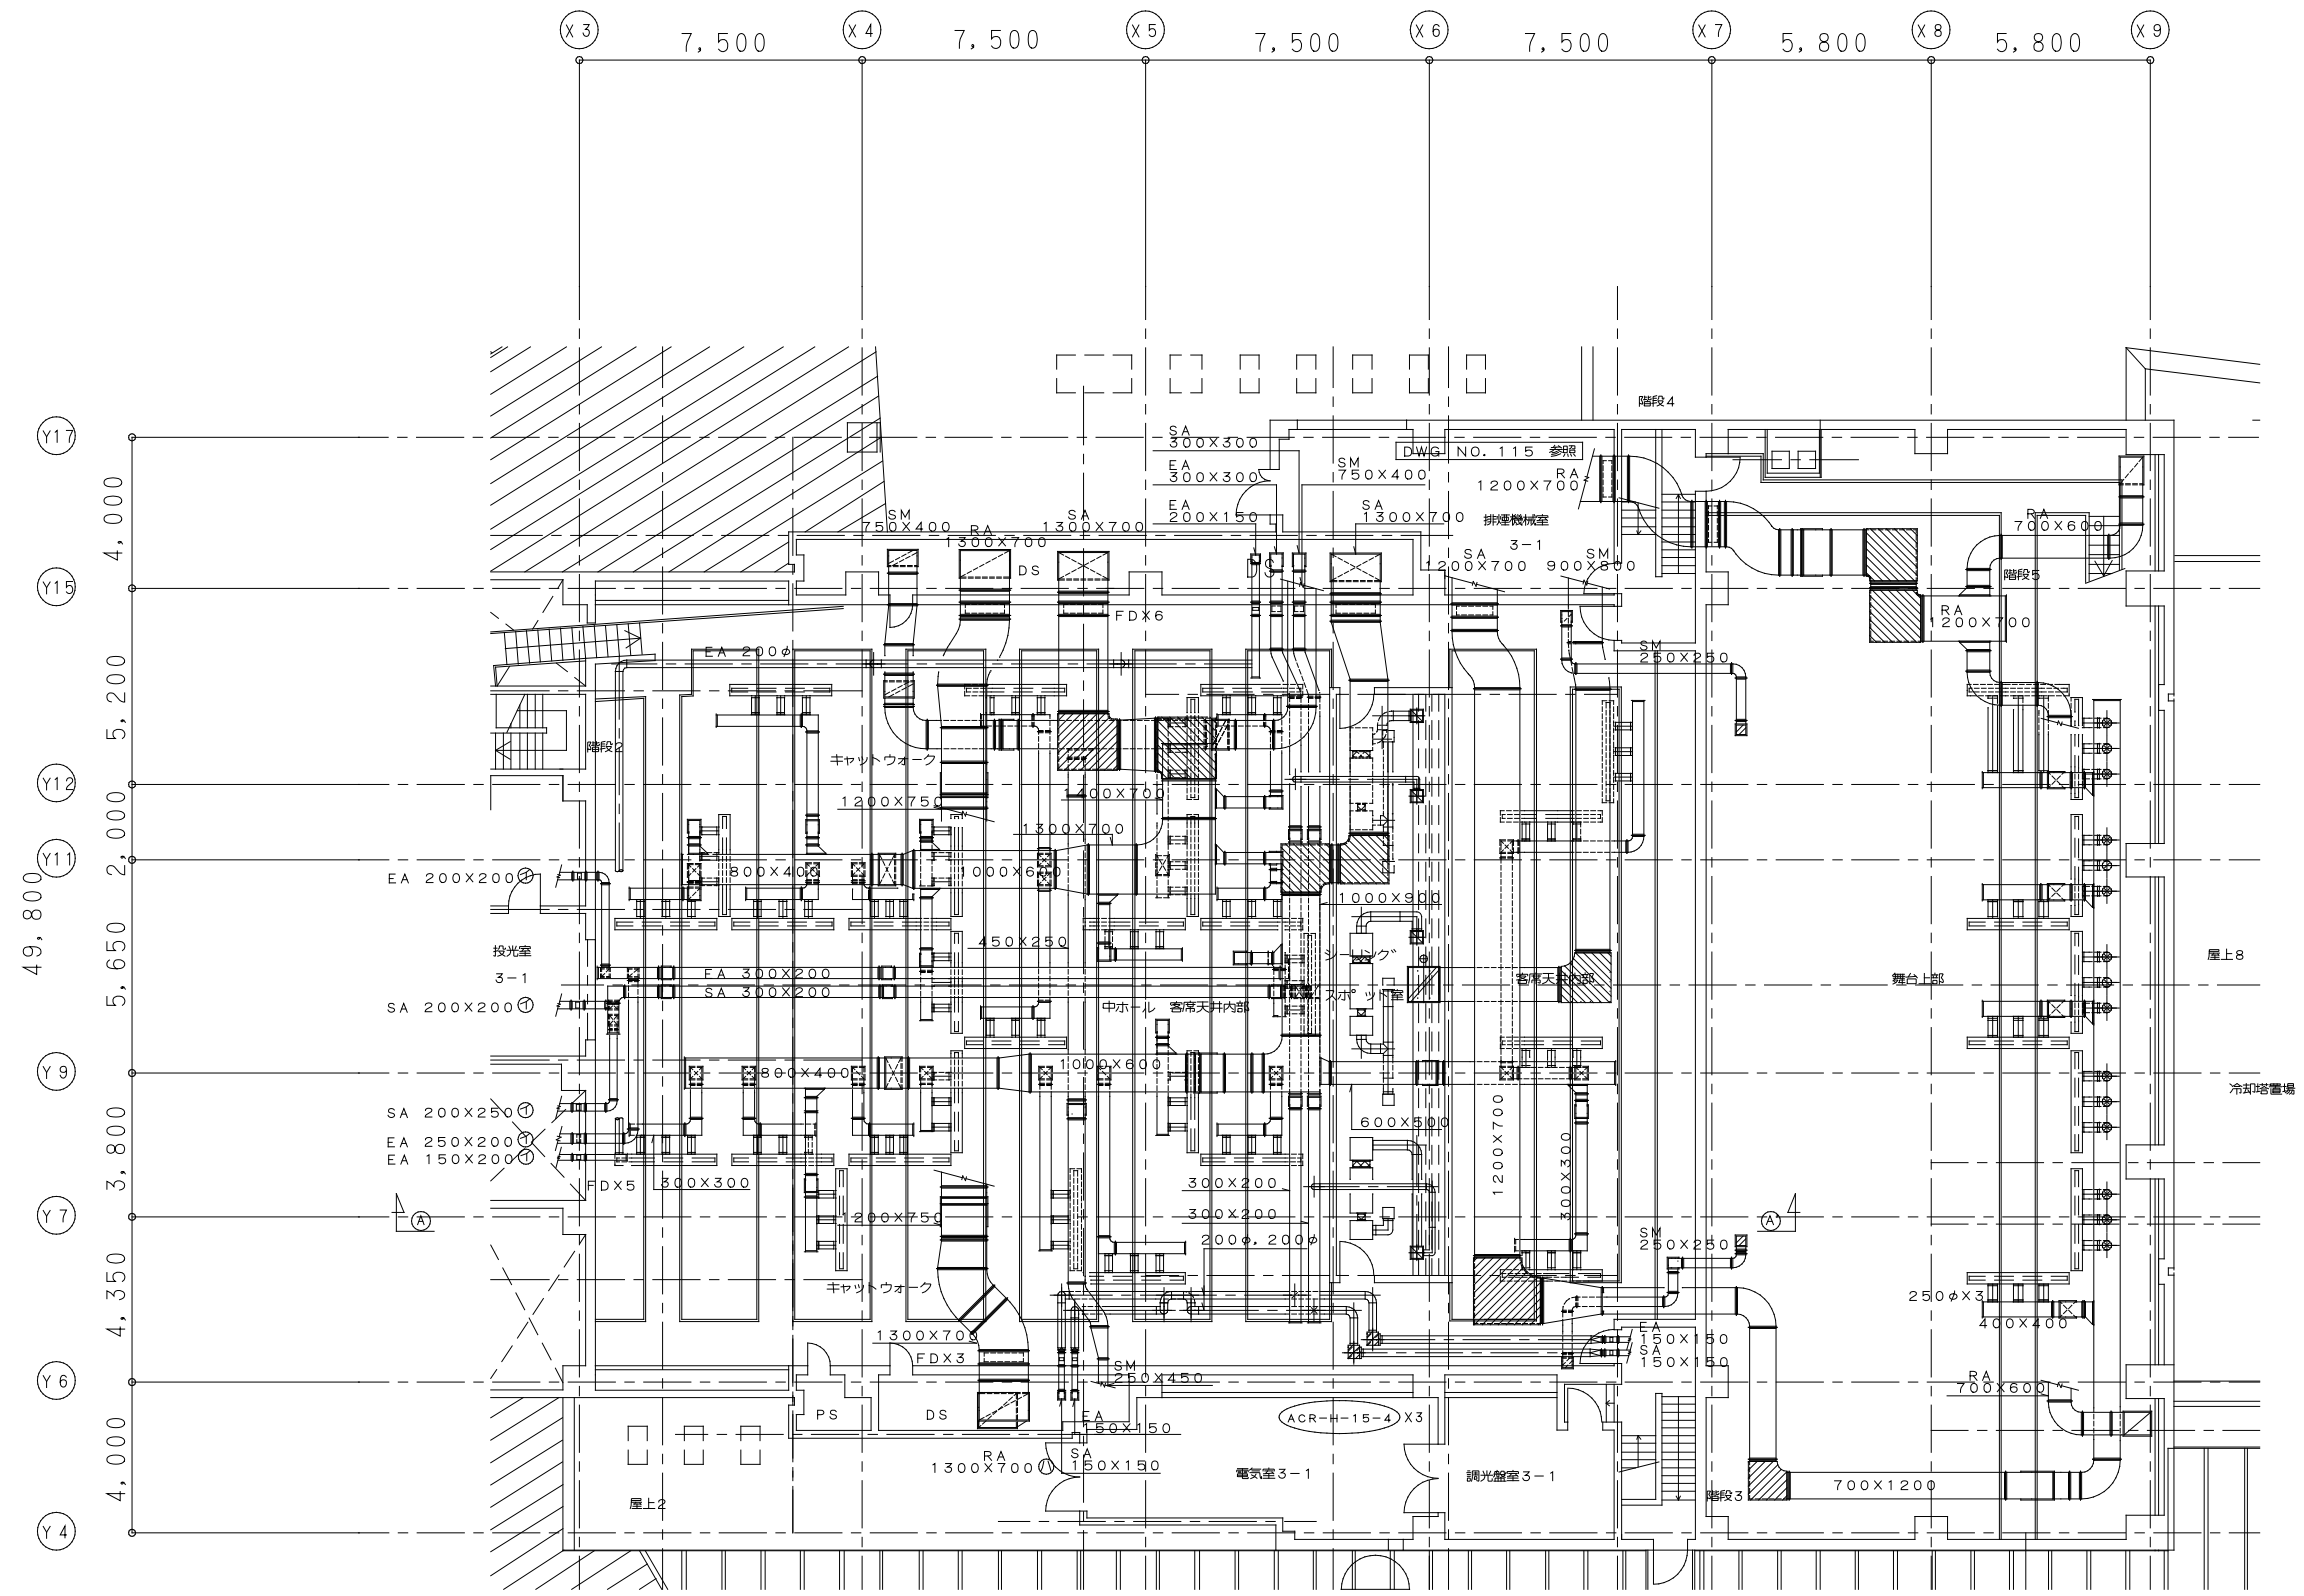 X3
7,500
X4
7,500
X5
7,500
X6
7,500
X7
5,800
X8
5,800
X9
階段4
Y17
SA
300X300
DWG NO. 115 参照
EA
300X300
SM
750X400
RA
1200X700
4,000
SM
750X400
RA
1300X700
SA
1300X700
EA
200X150
SA
1300X700
排煙機械室
3-1
RA
700X600
SA
1200X700
SM
900X800
DS
DS
Y15
階段5
FDX6
RA
1200X700
EA 200φ
SM
250X250
5,200
階段2
キャットウォーク
Y12
1200X750
1400X700
2,000
1300X700
Y11
EA 200X200 イ
800X400
1000X600
1000X900
49,800
5,650
450X250
投光室
3-1
シーリング
屋上8
EA 300X200
客席天井内部
舞台上部
SA 300X200
スポット室
SA 200X200 イ
中ホール 客席天井内部
Y9
800X400
1000X600
冷却塔置場
SA 200X250 イ
600X500
EA 250X200 イ
EA 150X200 イ
1200X700
300X300
3,800
FDX5
300X300
300X200
Y7
A
1200X750
300X200
A'
200φ,200φ
SM
250X250
4,350
キャットウォーク
250φX3
400X400
1300X700
EA
150X150
SA
150X150
FDX3
SM
250X450
RA
700X600
Y6
PS
DS
EA
150X150
ACR-H-15-4 X3
4,000
RA
1300X700 ハ
SA
150X150
電気室3-1
調光盤室3-1
700X1200
屋上2
階段3
Y4